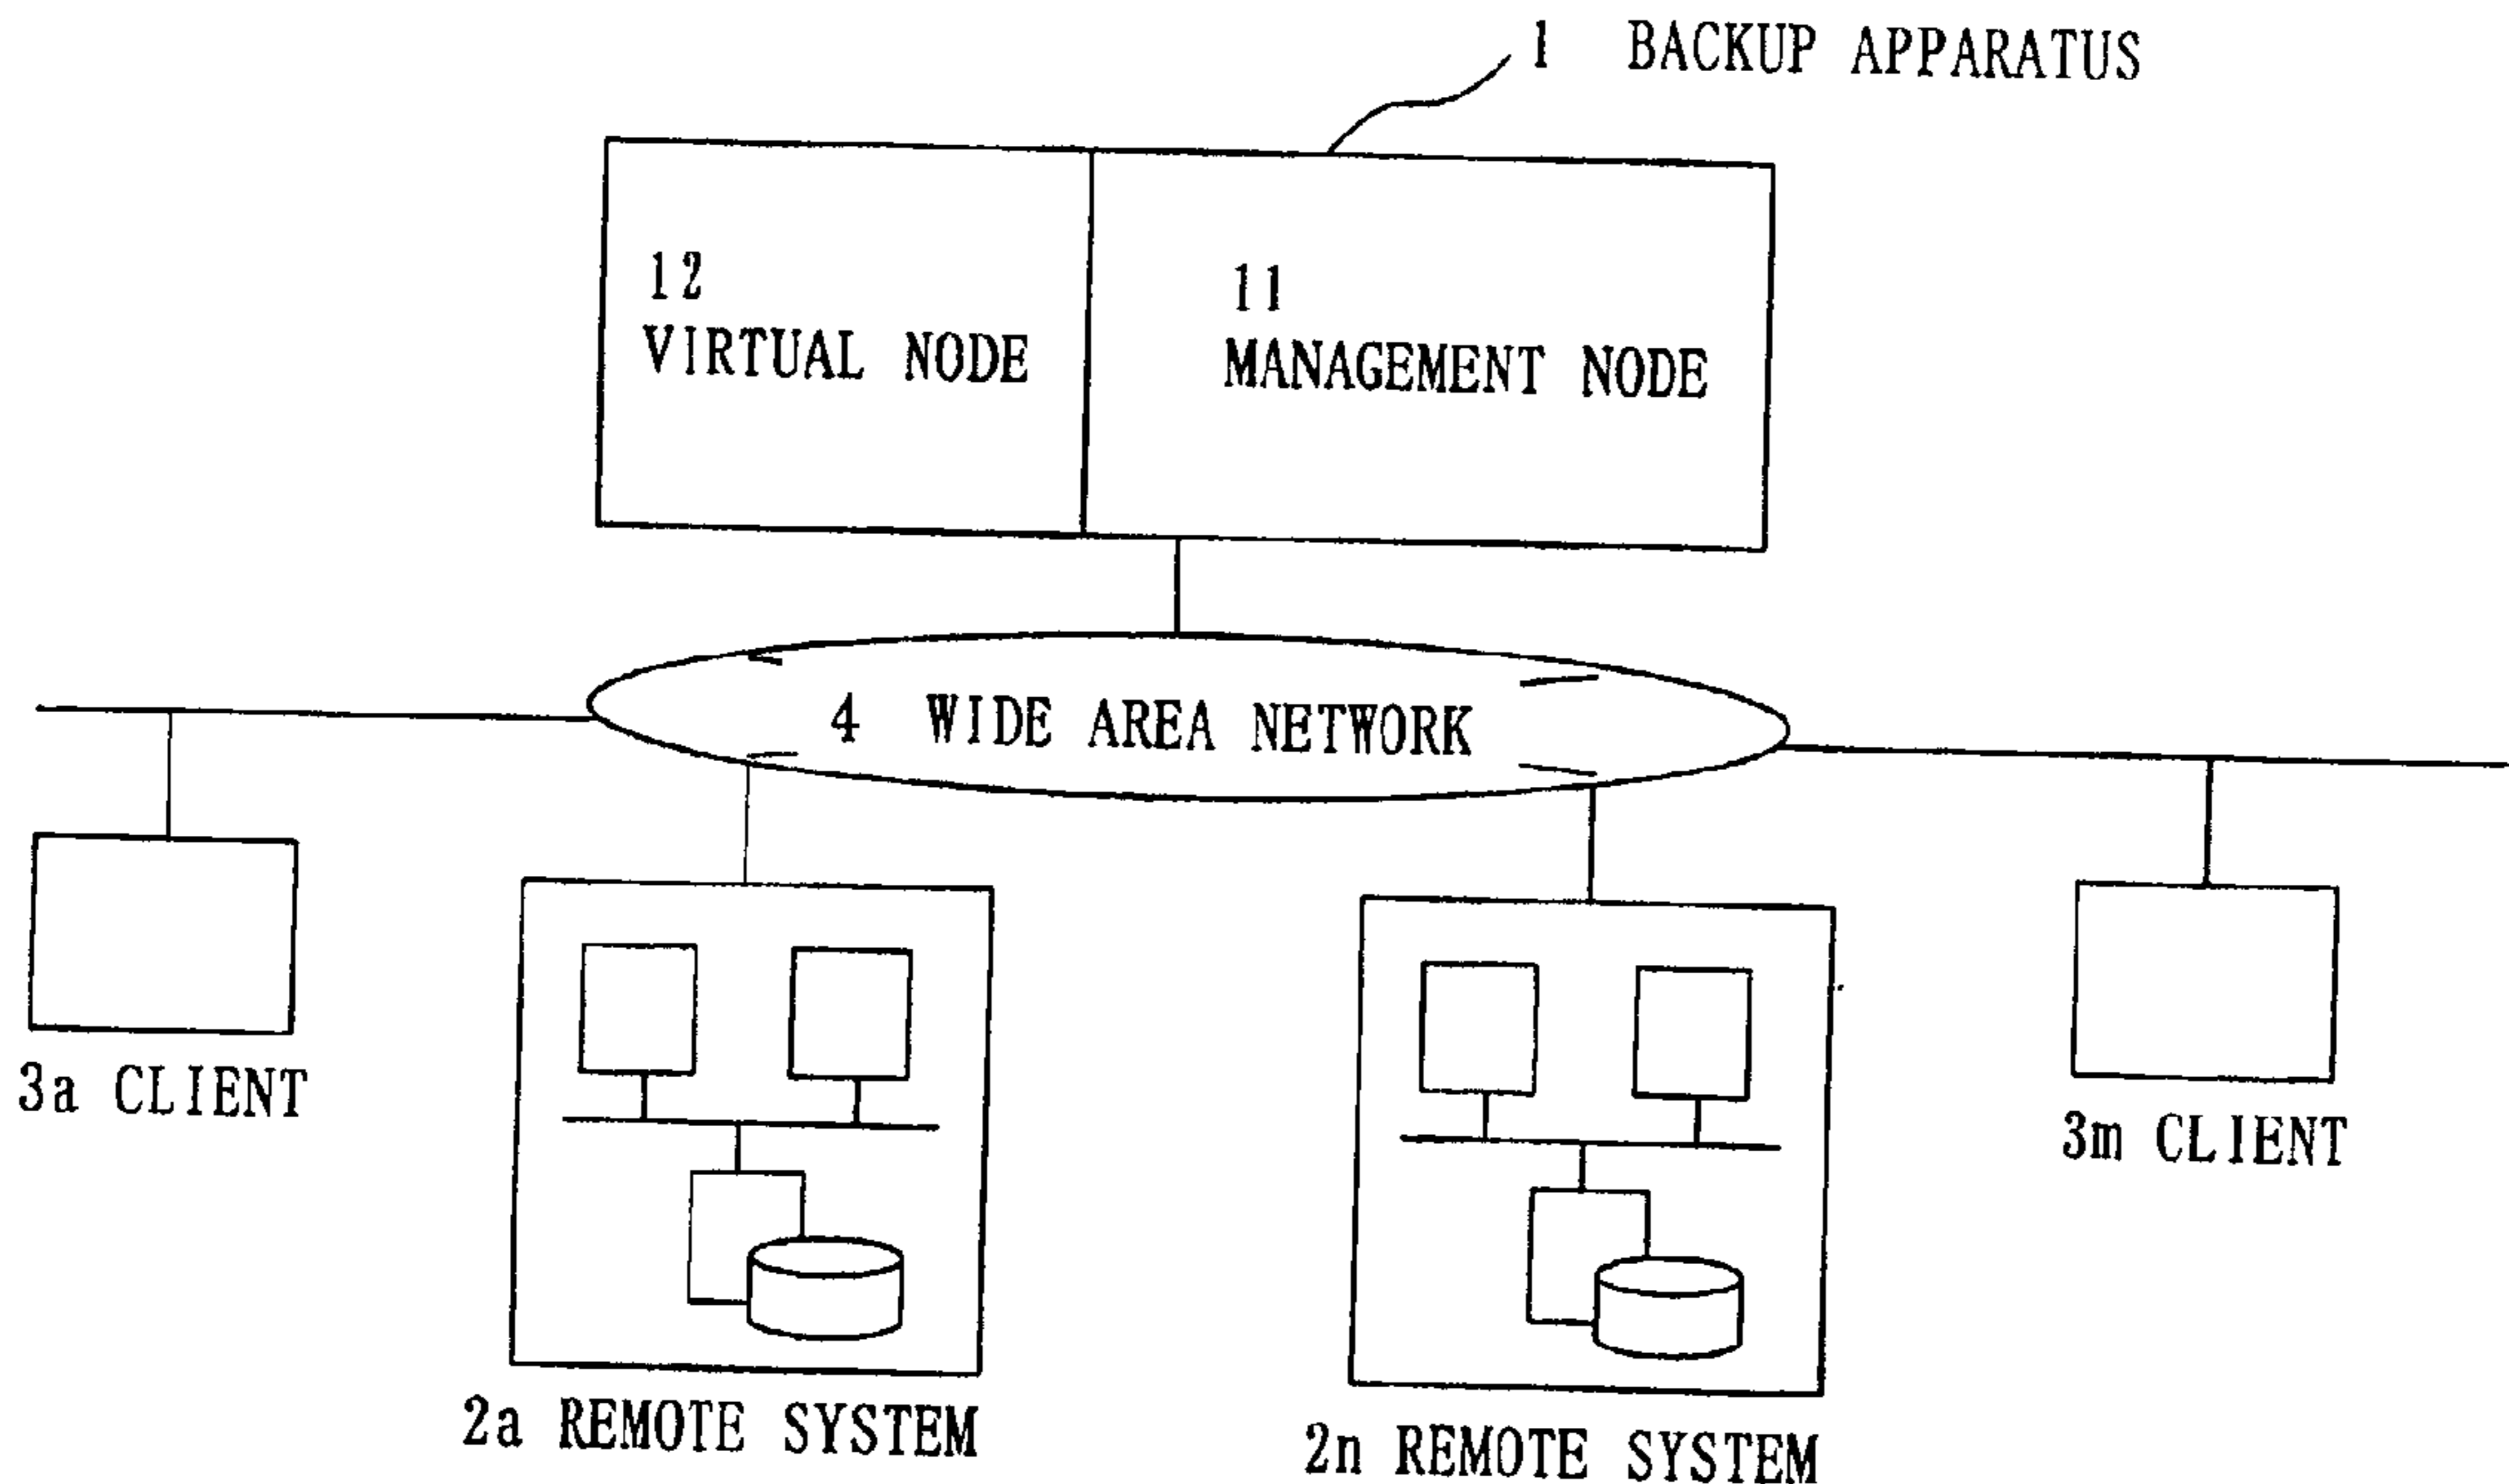 1 BACKUP APPARATUS
12
VIRTUAL NODE
11
MANAGEMENT NODE
4 WIDE AREA NETWORK
3a CLIENT
3m CLIENT
2a REMOTE SYSTEM
2n REMOTE SYSTEM